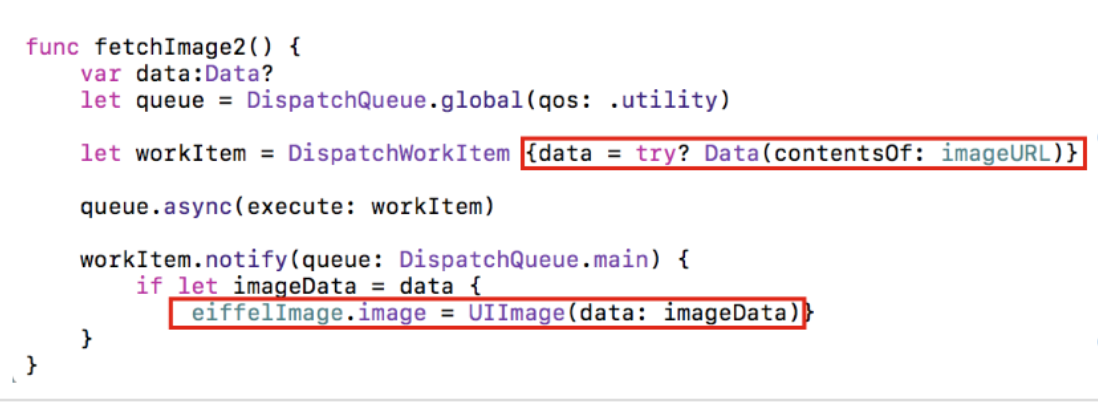 func fetchImage2() {
var data:Data?
let queue = DispatchQueue.global(qos: .utility)
let workItem = DispatchWorkItem {data = try? Data(contentsOf: imageURL)}
queue.async(execute: workItem)
workItem.notify(queue: DispatchQueue.main) {
if let imageData = data {
eiffelImage.image = UIImage(data: imageData)}
}
}